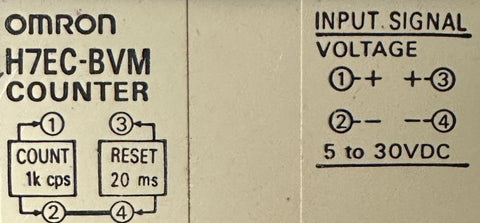 omron
H7EC-BVM
COUNTER
① ③
COUNT RESET
1k cps 20 ms
② ④
INPUT SIGNAL
VOLTAGE
①-+ +-③
②-- --④
5 to 30VDC